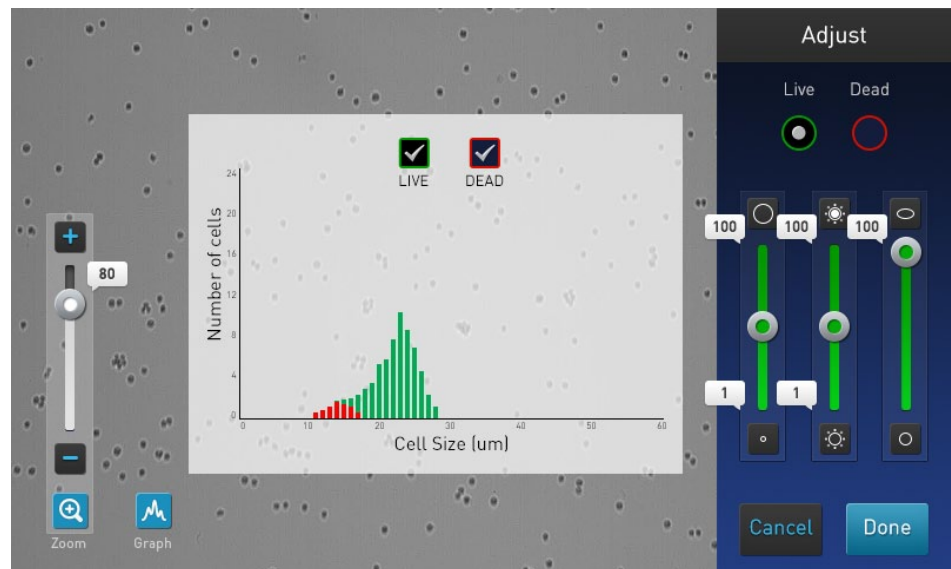 Adjust
Live Dead
LIVE DEAD
24
20
16
12
8
4
0
Number of cells
0 10 20 30 40 50 60
Cell Size (um)
80
Zoom
Graph
100 100 100
1 1
Cancel Done